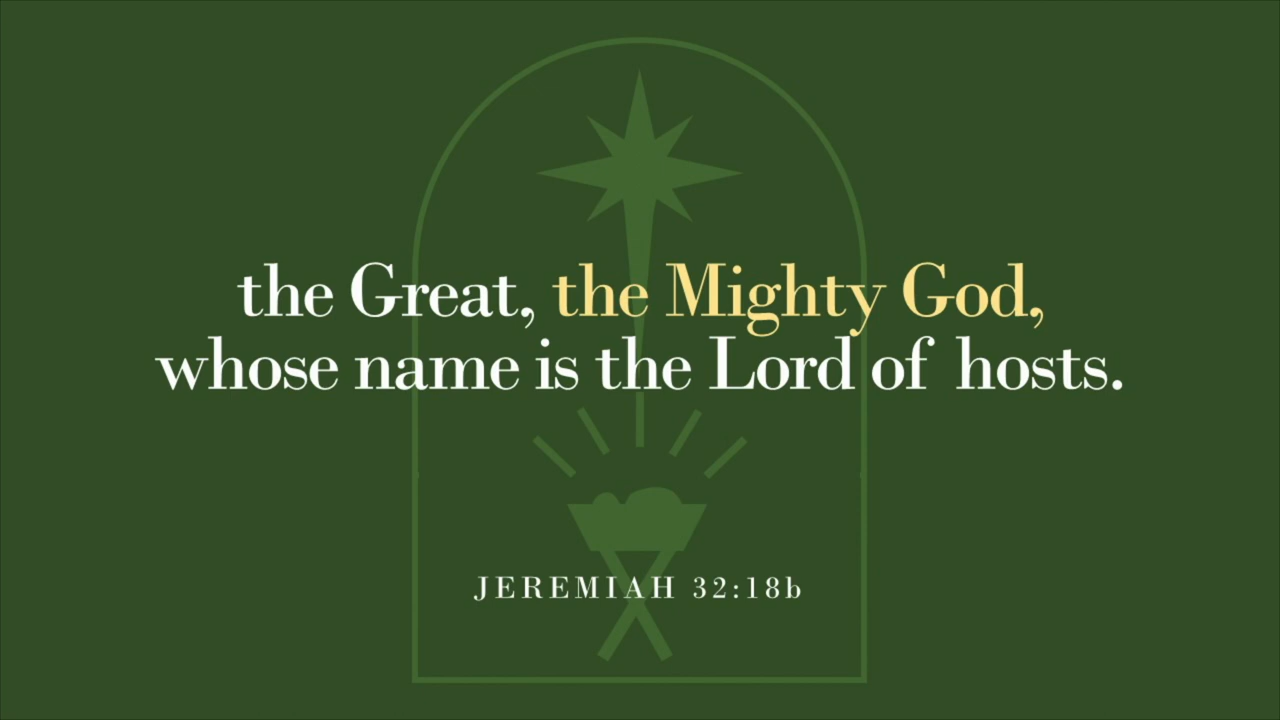 the Great, the Mighty God,
whose name is the Lord of hosts.
JEREMIAH 32:18b